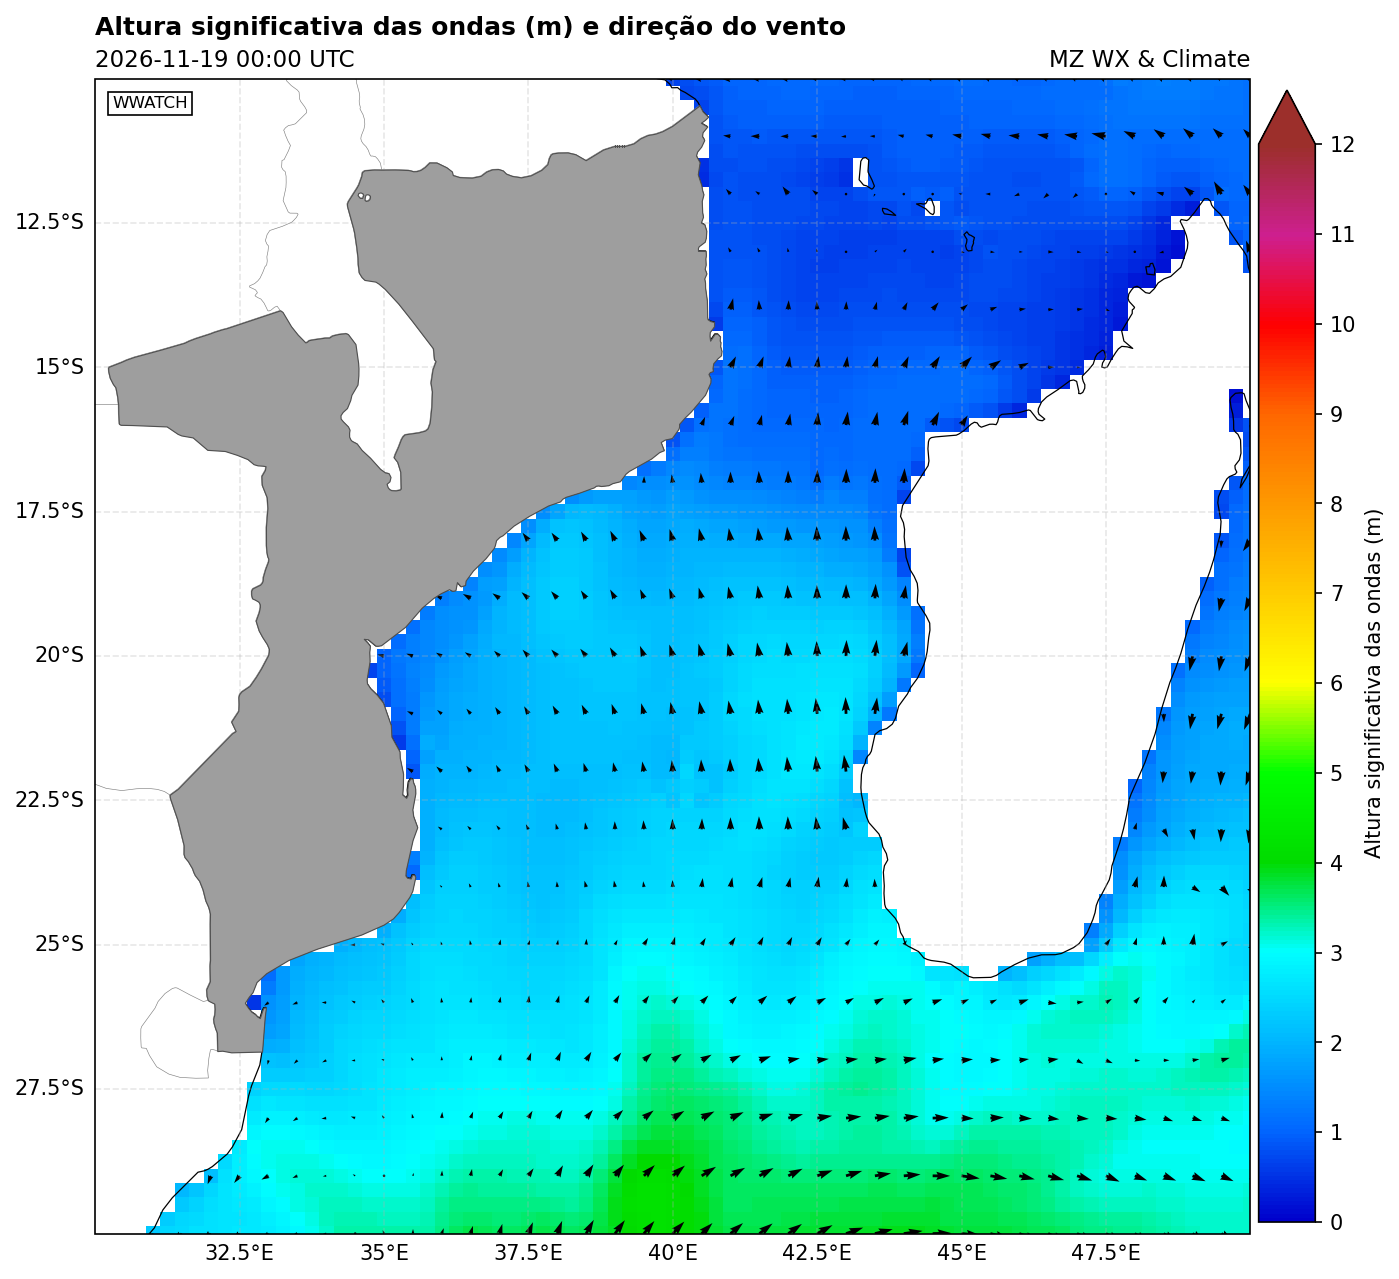 Altura significativa das ondas (m) e direção do vento
2026-11-19 00:00 UTC
MZ WX & Climate
WWATCH
12.5°S
15°S
17.5°S
20°S
22.5°S
25°S
27.5°S
32.5°E
35°E
37.5°E
40°E
42.5°E
45°E
47.5°E
12
11
10
9
8
7
6
5
4
3
2
1
0
Altura significativa das ondas (m)